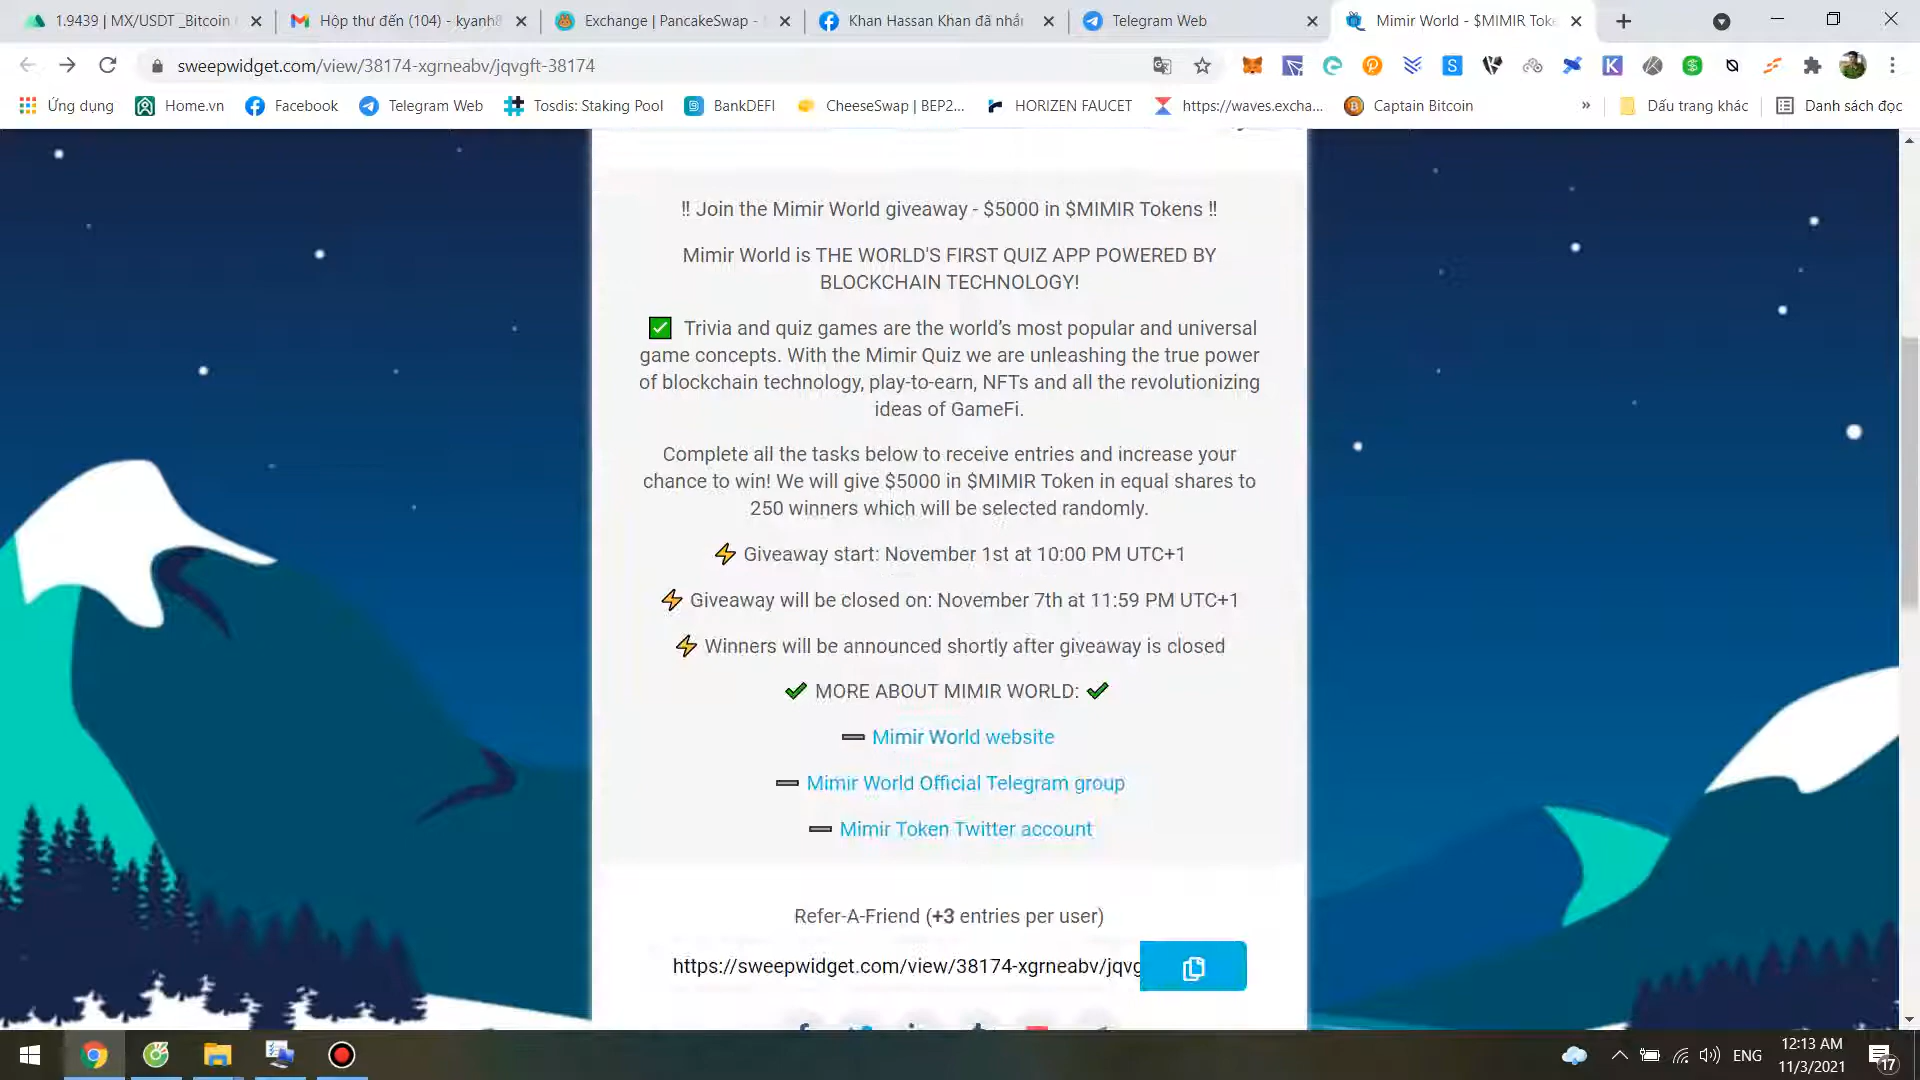 1.9439 | MX/USDT _Bitcoin
Hộp thư đến (104) - kyanh8
Exchange | PancakeSwap -
Khan Hassan Khan đã nhắn
Telegram Web
Mimir World - $MIMIR Toke
sweepwidget.com/view/38174-xgrneabv/jqvgft-38174
Ứng dụng
Home.vn
Facebook
Telegram Web
Tosdis: Staking Pool
BankDEFI
CheeseSwap | BEP2...
HORIZEN FAUCET
https://waves.excha...
Captain Bitcoin
»
Dấu trang khác
Danh sách đọc
!! Join the Mimir World giveaway - $5000 in $MIMIR Tokens !!
Mimir World is THE WORLD'S FIRST QUIZ APP POWERED BY
BLOCKCHAIN TECHNOLOGY!
✅ Trivia and quiz games are the world’s most popular and universal
game concepts. With the Mimir Quiz we are unleashing the true power
of blockchain technology, play-to-earn, NFTs and all the revolutionizing
ideas of GameFi.
Complete all the tasks below to receive entries and increase your
chance to win! We will give $5000 in $MIMIR Token in equal shares to
250 winners which will be selected randomly.
⚡ Giveaway start: November 1st at 10:00 PM UTC+1
⚡ Giveaway will be closed on: November 7th at 11:59 PM UTC+1
⚡ Winners will be announced shortly after giveaway is closed
✔ MORE ABOUT MIMIR WORLD: ✔
➖ Mimir World website
➖ Mimir World Official Telegram group
➖ Mimir Token Twitter account
Refer-A-Friend (+3 entries per user)
https://sweepwidget.com/view/38174-xgrneabv/jqvg
ENG
12:13 AM
11/3/2021
17